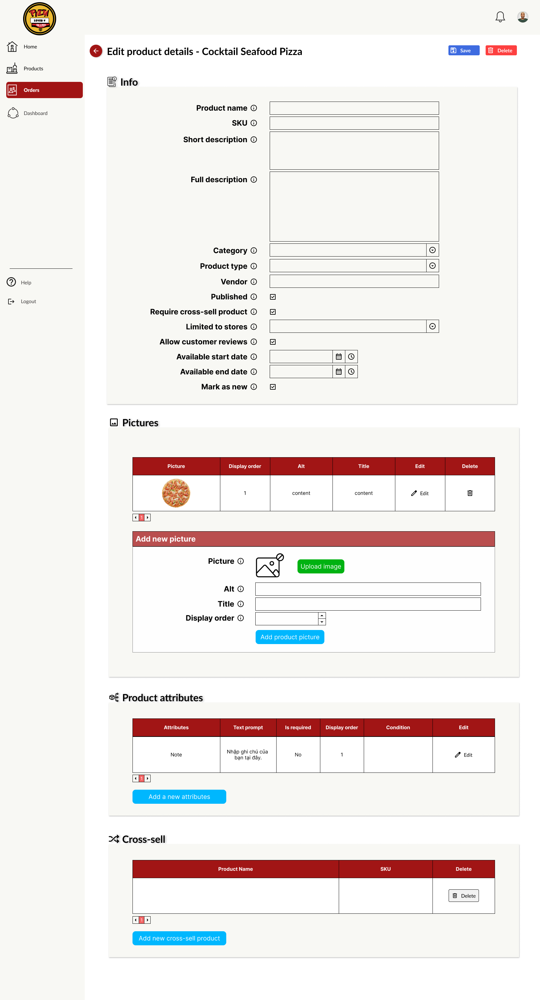 PIZZA
LOVER'S
DIAL A PIZZA
Home
Products
Orders
Dashboard
Help
Logout
Edit product details - Cocktail Seafood Pizza
Save
Delete
Info
Product name
SKU
Short description
Full description
Category
Product type
Vendor
Published
Require cross-sell product
Limited to stores
Allow customer reviews
Available start date
Available end date
Mark as new
Pictures
Picture Display order Alt Title Edit Delete
1 content content Edit
1
Add new picture
Picture
Upload image
Alt
Title
Display order
Add product picture
Product attributes
Attributes Text prompt Is required Display order Condition Edit
Note Nhập ghi chú của No 1 Edit
bạn tại đây.
1
Add a new attributes
Cross-sell
Product Name SKU Delete
Delete
1
Add new cross-sell product